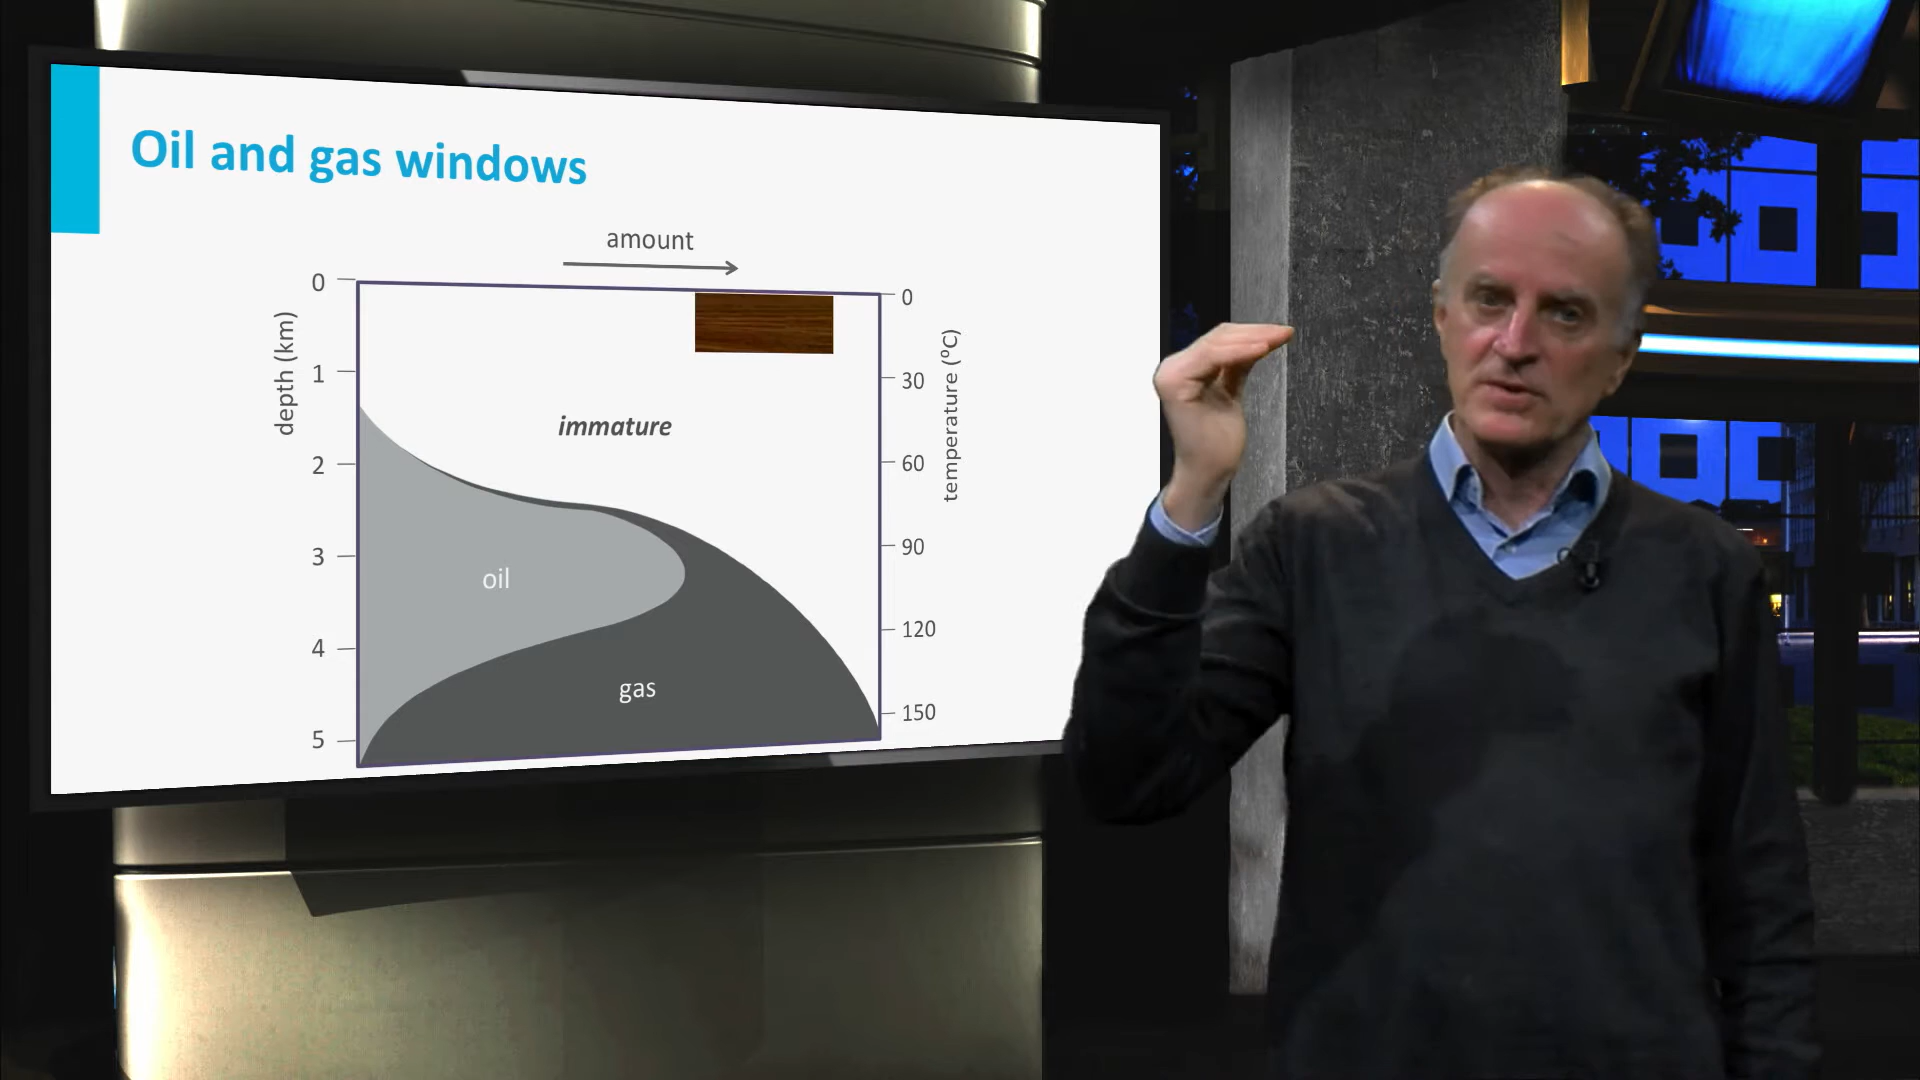 Oil and gas windows
amount
0
1
2
3
4
5
depth (km)
immature
oil
gas
0
30
60
90
120
150
temperature (ºC)